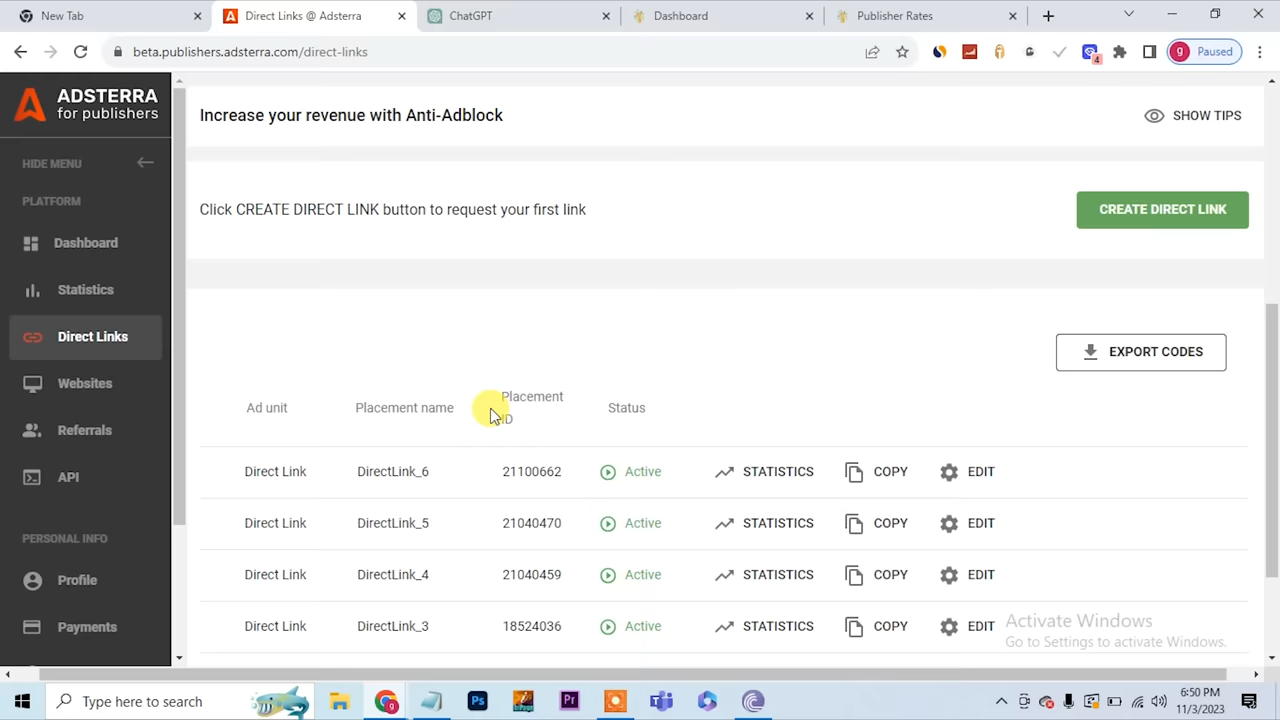 New Tab
Direct Links @ Adsterra
ChatGPT
Dashboard
Publisher Rates
beta.publishers.adsterra.com/direct-links
4
g Paused
ADSTERRA
for publishers
HIDE MENU
PLATFORM
Dashboard
Statistics
Direct Links
Websites
Referrals
API
PERSONAL INFO
Profile
Payments
Increase your revenue with Anti-Adblock
SHOW TIPS
Click CREATE DIRECT LINK button to request your first link
CREATE DIRECT LINK
EXPORT CODES
Ad unit Placement name Placement ID Status
Direct Link DirectLink_6 21100662 Active STATISTICS COPY EDIT
Direct Link DirectLink_5 21040470 Active STATISTICS COPY EDIT
Direct Link DirectLink_4 21040459 Active STATISTICS COPY EDIT
Direct Link DirectLink_3 18524036 Active STATISTICS COPY EDIT
Activate Windows
Go to Settings to activate Windows.
Type here to search
Ps
Pr
6:50 PM
11/3/2023